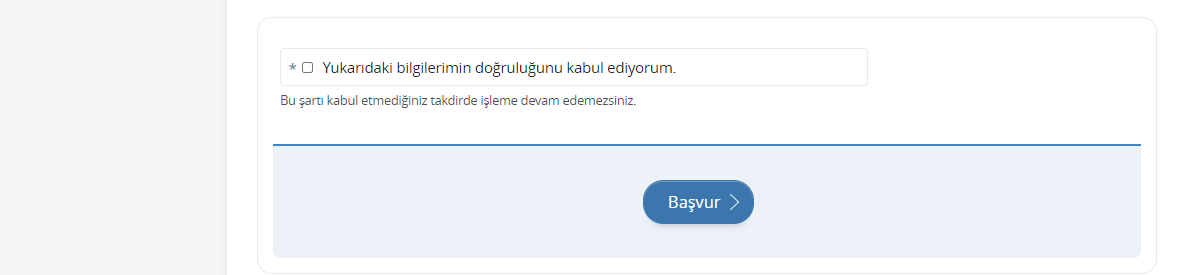 * Yukarıdaki bilgilerimin doğruluğunu kabul ediyorum.
Bu şartı kabul etmediğiniz takdirde işleme devam edemezsiniz.
Başvur